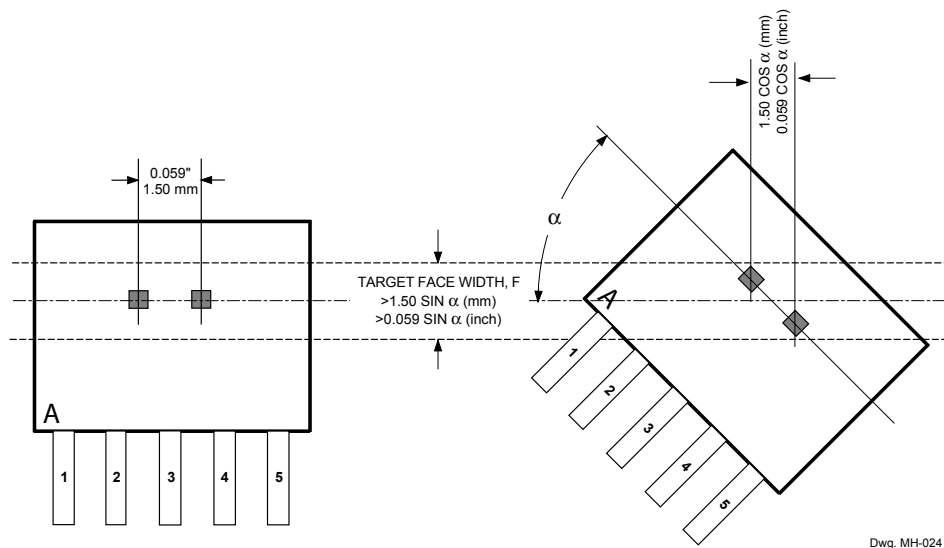 0.059"
1.50 mm
A
1
2
3
4
5
TARGET FACE WIDTH, F
>1.50 SIN α (mm)
>0.059 SIN α (inch)
1.50 COS α (mm)
0.059 COS α (inch)
α
A
1
2
3
4
5
Dwg. MH-024